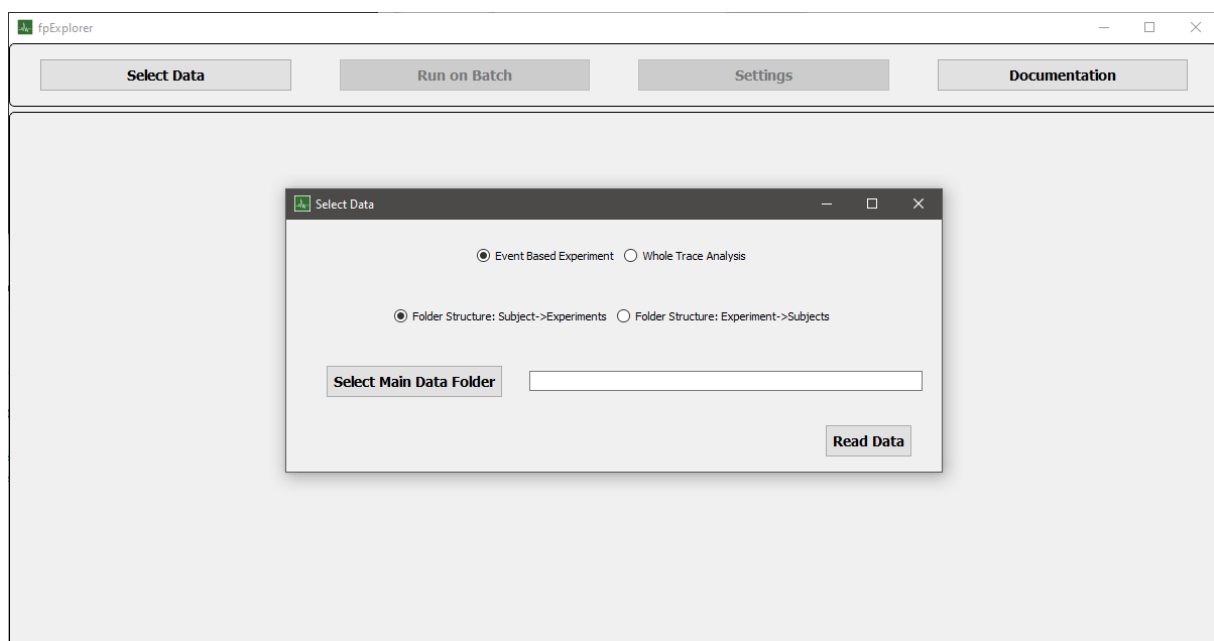 fpExplorer
Select Data Run on Batch Settings Documentation
Select Data
Event Based Experiment Whole Trace Analysis
Folder Structure: Subject->Experiments Folder Structure: Experiment->Subjects
Select Main Data Folder
Read Data